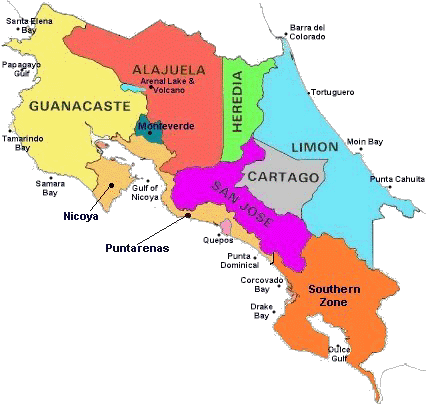 Santa Elena
Bay
Barra del
Colorado
Papagayo
Gulf
ALAJUELA
Arenal Lake &
Volcano
HEREDIA
Tortuguero
GUANACASTE
Monteverde
Tamarindo
Bay
LIMON
Moin Bay
CARTAGO
Samara
Bay
Gulf of
Nicoya
SAN JOSE
Punta Cahuita
Nicoya
Puntarenas
Quepos
Punta
Dominical
Corcovado
Bay
Southern
Zone
Drake
Bay
Dulce
Gulf